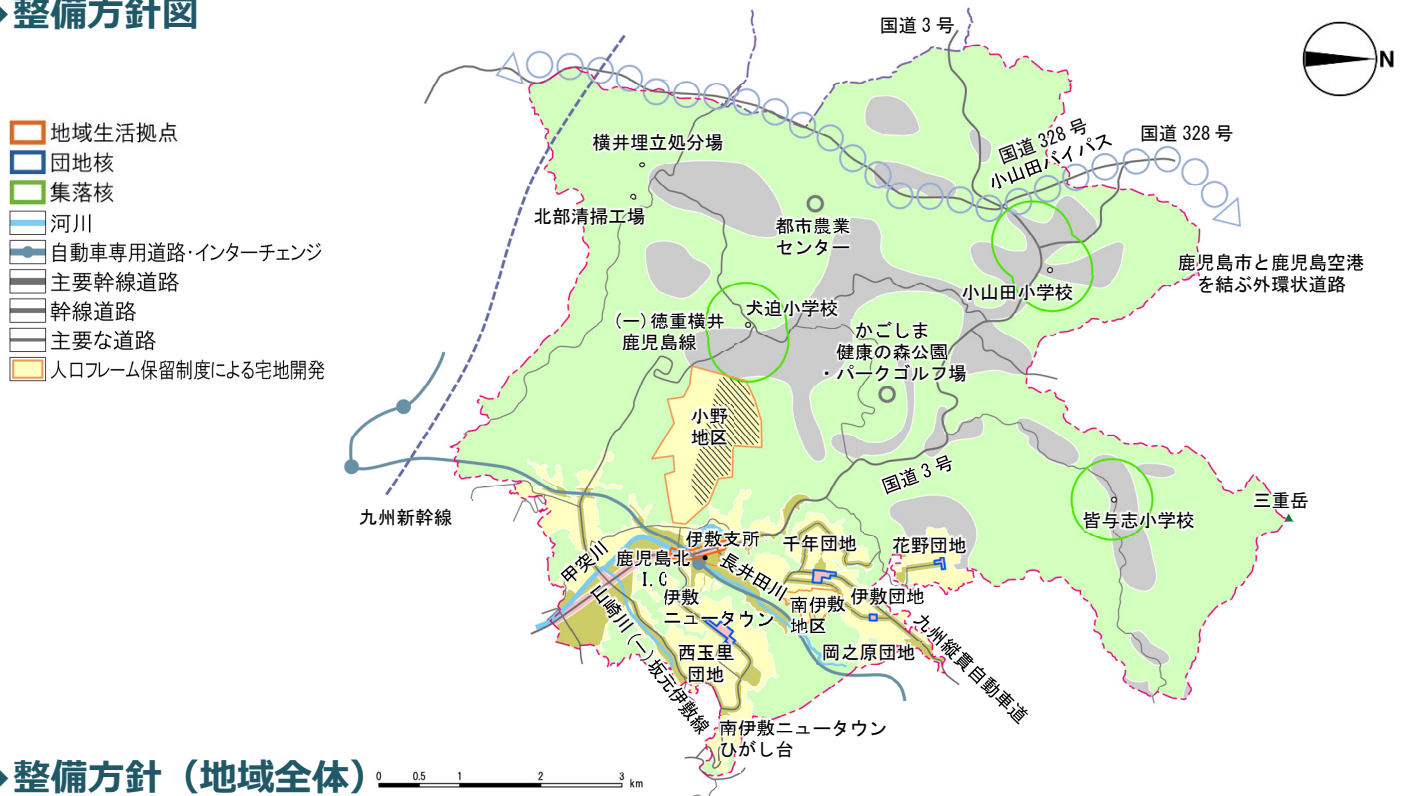 整備方針図
地域生活拠点
団地核
集落核
河川
自動車専用道路･インターチェンジ
主要幹線道路
幹線道路
主要な道路
人口フレーム保留制度による宅地開発
国道3号
N
横井埋立処分場
北部清掃工場
都市農業
センター
国道328号
小山田バイパス
国道328号
鹿児島市と鹿児島空港
を結ぶ外環状道路
小山田小学校
犬迫小学校
(一)徳重横井
鹿児島線
かごしま
健康の森公園
・パークゴルフ場
小野
地区
国道3号
三重岳
皆与志小学校
九州新幹線
伊敷支所
千年団地
花野団地
甲突川
鹿児島北
I.C
長井田川
伊敷
ニュータウン
南伊敷
地区
伊敷団地
山崎川
(一)坂元伊敷線
西玉里
団地
岡之原団地
九州縦貫自動車道
南伊敷ニュータウン
ひがし台
整備方針（地域全体）
0 0.5 1 2 3 km